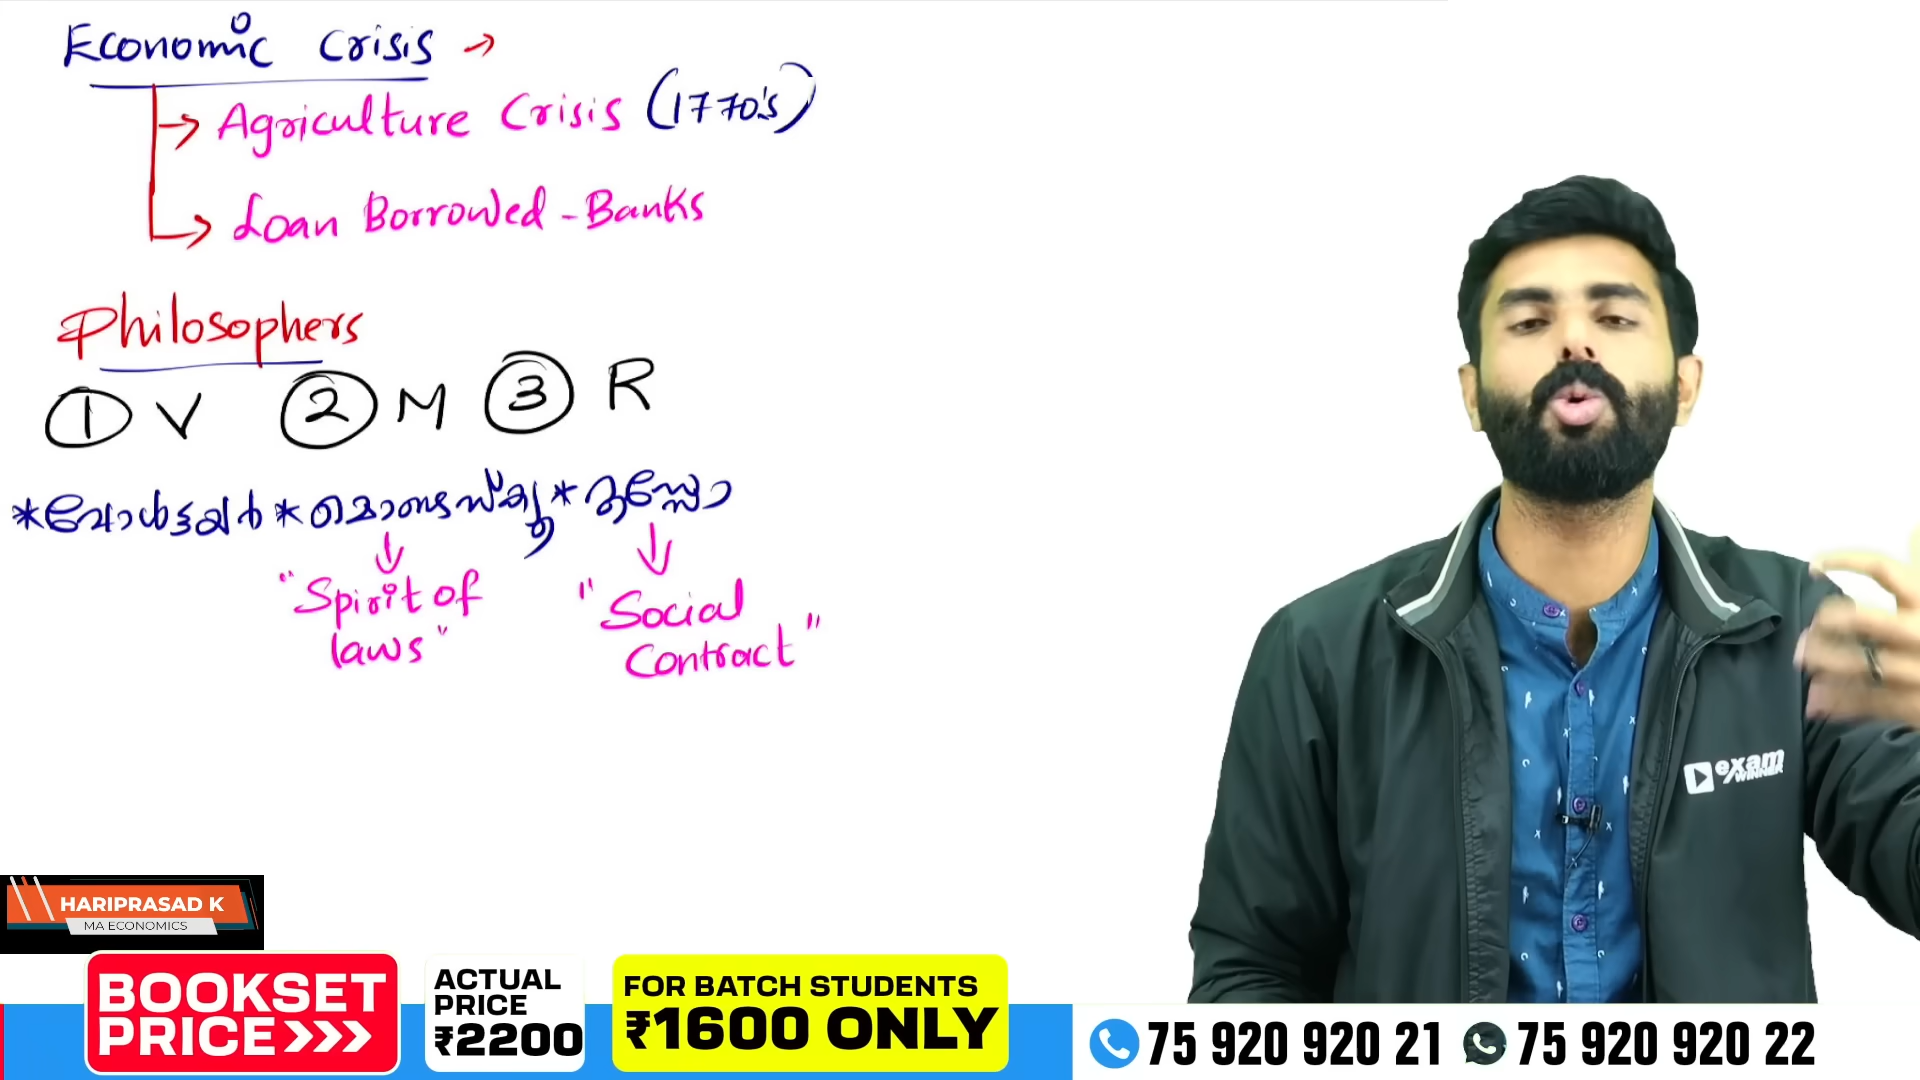 Economic Crisis →
→ Agriculture Crisis (1770's)
→ Loan Borrowed - Banks
Philosophers
① V ② M ③ R
*വോൾട്ടയർ *മൊണ്ടസ്ക്യൂ *റൂസ്സോ
"Spirit of "Social
laws" Contract"
exam
WINNER
HARIPRASAD K
MA ECONOMICS
BOOKSET
PRICE >>>
ACTUAL
PRICE
₹2200
FOR BATCH STUDENTS
₹1600 ONLY
75 920 920 21 75 920 920 22